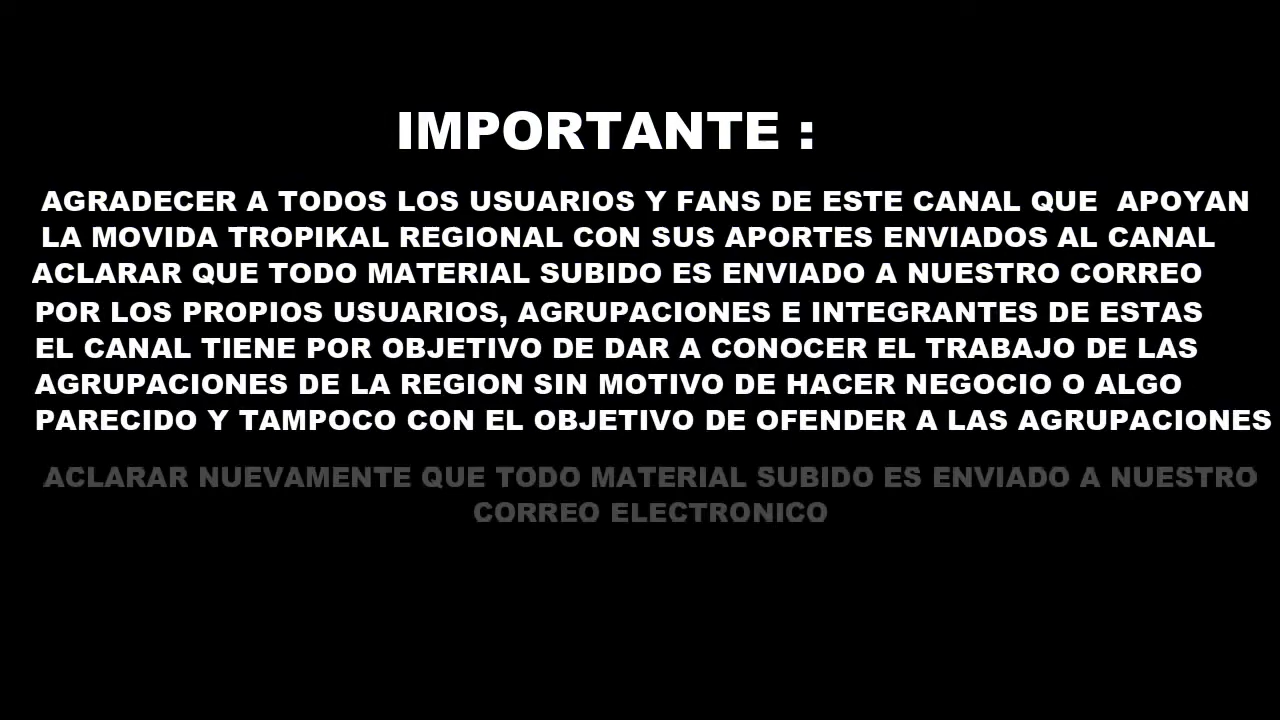 IMPORTANTE :
AGRADECER A TODOS LOS USUARIOS Y FANS DE ESTE CANAL QUE  APOYAN
LA MOVIDA TROPIKAL REGIONAL CON SUS APORTES ENVIADOS AL CANAL
ACLARAR QUE TODO MATERIAL SUBIDO ES ENVIADO A NUESTRO CORREO
POR LOS PROPIOS USUARIOS, AGRUPACIONES E INTEGRANTES DE ESTAS
EL CANAL TIENE POR OBJETIVO DE DAR A CONOCER EL TRABAJO DE LAS
AGRUPACIONES DE LA REGION SIN MOTIVO DE HACER NEGOCIO O ALGO
PARECIDO Y TAMPOCO CON EL OBJETIVO DE OFENDER A LAS AGRUPACIONES
ACLARAR NUEVAMENTE QUE TODO MATERIAL SUBIDO ES ENVIADO A NUESTRO
CORREO ELECTRONICO